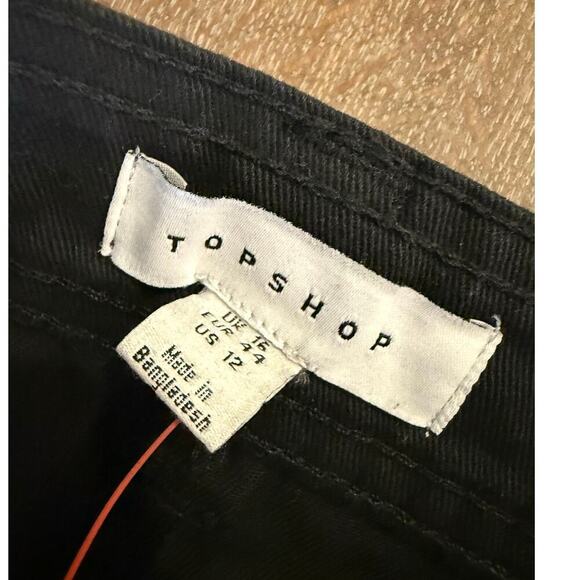 TOPSHOP
UK 16
EUR 44
US 12
Made in
Bangladesh